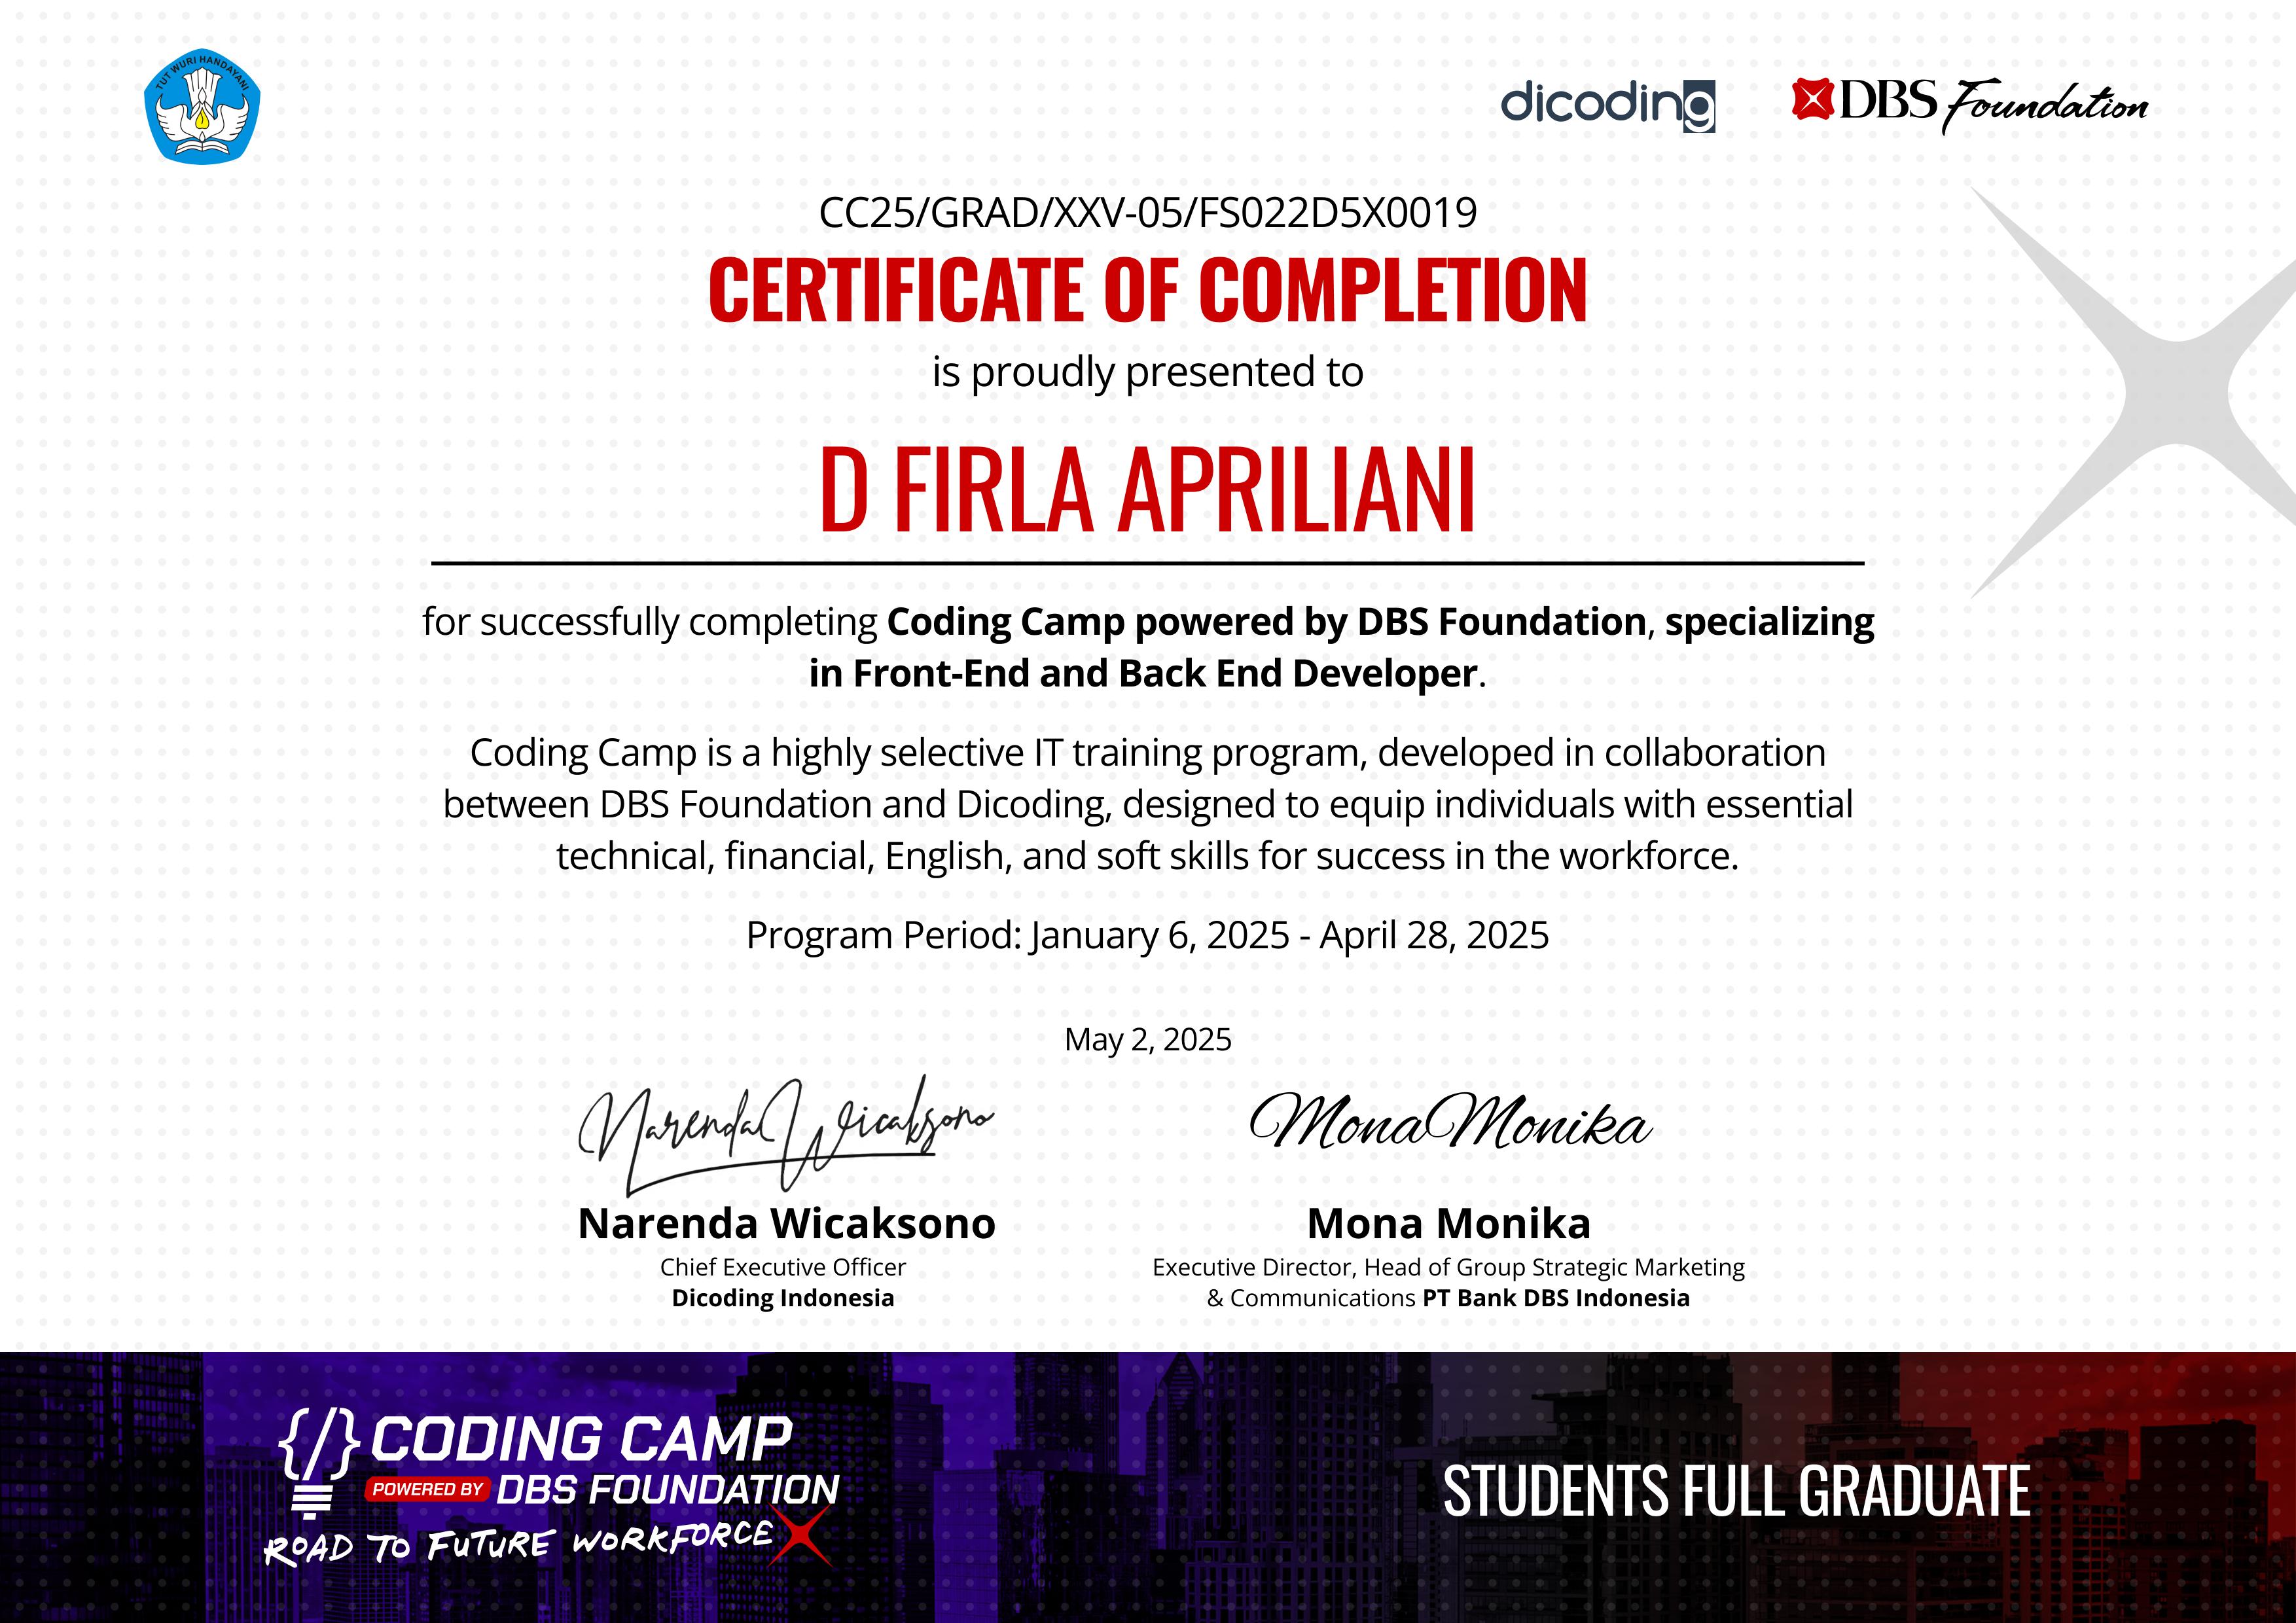 TUT WURI HANDAYANI
dicoding
DBS Foundation
CC25/GRAD/XXV-05/FS022D5X0019
CERTIFICATE OF COMPLETION
is proudly presented to
D FIRLA APRILIANI
for successfully completing Coding Camp powered by DBS Foundation, specializing
in Front-End and Back End Developer.
Coding Camp is a highly selective IT training program, developed in collaboration
between DBS Foundation and Dicoding, designed to equip individuals with essential
technical, financial, English, and soft skills for success in the workforce.
Program Period: January 6, 2025 - April 28, 2025
May 2, 2025
Narenda Wicaksono
Mona Monika
Narenda Wicaksono
Chief Executive Officer
Dicoding Indonesia
Mona Monika
Executive Director, Head of Group Strategic Marketing
& Communications PT Bank DBS Indonesia
{/} CODING CAMP
POWERED BY DBS FOUNDATION
ROAD TO FUTURE WORKFORCE
STUDENTS FULL GRADUATE